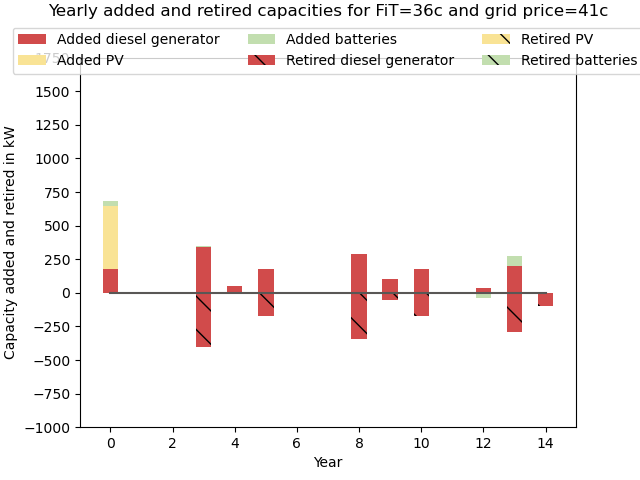 Yearly added and retired capacities for FiT=36c and grid price=41c
Added diesel generator Added batteries Retired PV
Added PV Retired diesel generator Retired batteries
1750
1500
1250
1000
750
500
250
0
−250
−500
−750
−1000
Capacity added and retired in kW
0 2 4 6 8 10 12 14
Year